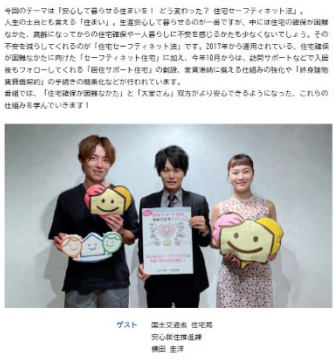 今回のテーマは「安心して暮らせる住まいを! どう変わった? 住宅セーフティネット法」。
人生の土台とも言える「住まい」。生涯安心して暮らせるのが一番ですが、中には住宅の確保が困難なかた、高齢になってからの住宅確保や一人暮らしに不安を感じるかたも少なくないでしょう。その
不安を減らしてくれるのが「住宅セーフティネット法」です。2017年から運用されている、住宅確保
が困難なかたに向けた「セーフティネット住宅」に加え、今年10月からは、訪問サポートなどで入居
後もフォローしてくれる「居住サポート住宅」の創設、家賃滞納に備える仕組みの強化や「終身建物
賃貸借契約」の手続きの簡素化などが行われています。
番組では、「住宅確保が困難なかた」と「大家さん」双方がより安心できるようになった、これらの
仕組みを学んでいきます!
ゲスト 国土交通省 住宅局
安心居住推進課
横田 圭洋